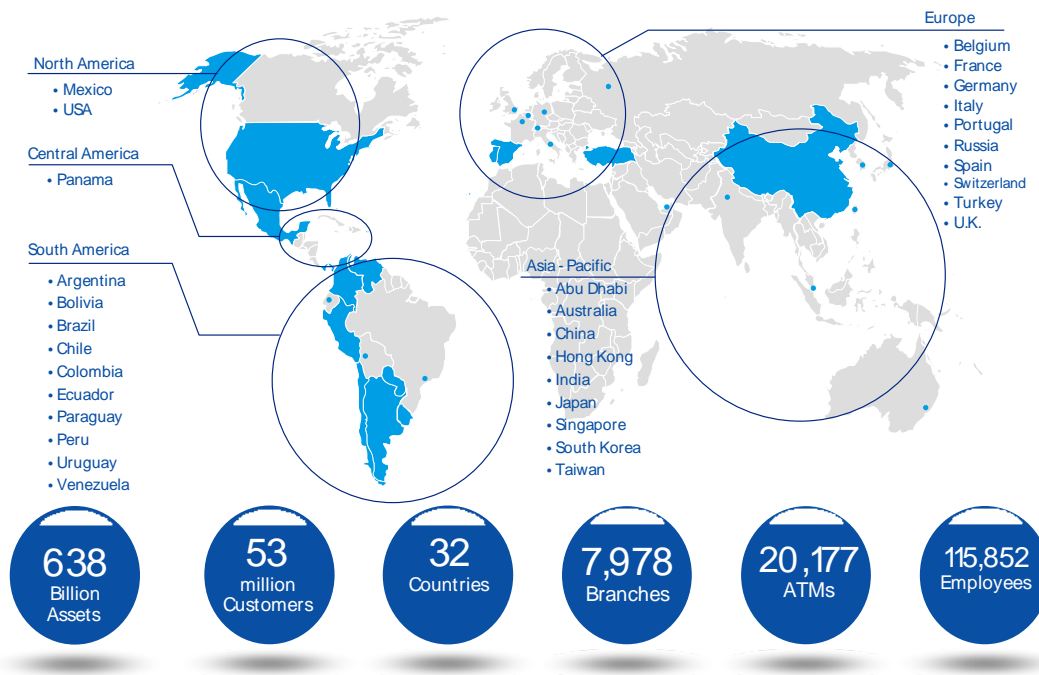 Europe
• Belgium
• France
• Germany
• Italy
• Portugal
• Russia
• Spain
• Switzerland
• Turkey
• U.K.
North America
• Mexico
• USA
Central America
• Panama
South America
• Argentina
• Bolivia
• Brazil
• Chile
• Colombia
• Ecuador
• Paraguay
• Peru
• Uruguay
• Venezuela
Asia - Pacific
• Abu Dhabi
• Australia
• China
• Hong Kong
• India
• Japan
• Singapore
• South Korea
• Taiwan
638
Billion
Assets
53
million
Customers
32
Countries
7,978
Branches
20,177
ATMs
115,852
Employees